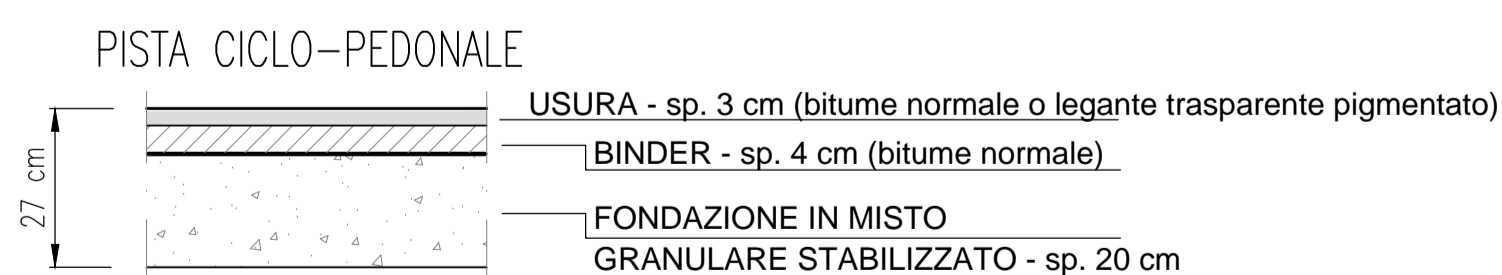 PISTA CICLO-PEDONALE
USURA - sp. 3 cm (bitume normale o legante trasparente pigmentato)
BINDER - sp. 4 cm (bitume normale)
27 cm
FONDAZIONE IN MISTO
GRANULARE STABILIZZATO - sp. 20 cm